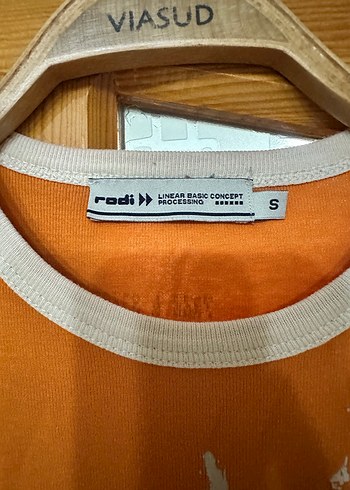 VIASUD
rodi LINEAR BASIC CONCEPT
PROCESSING
S